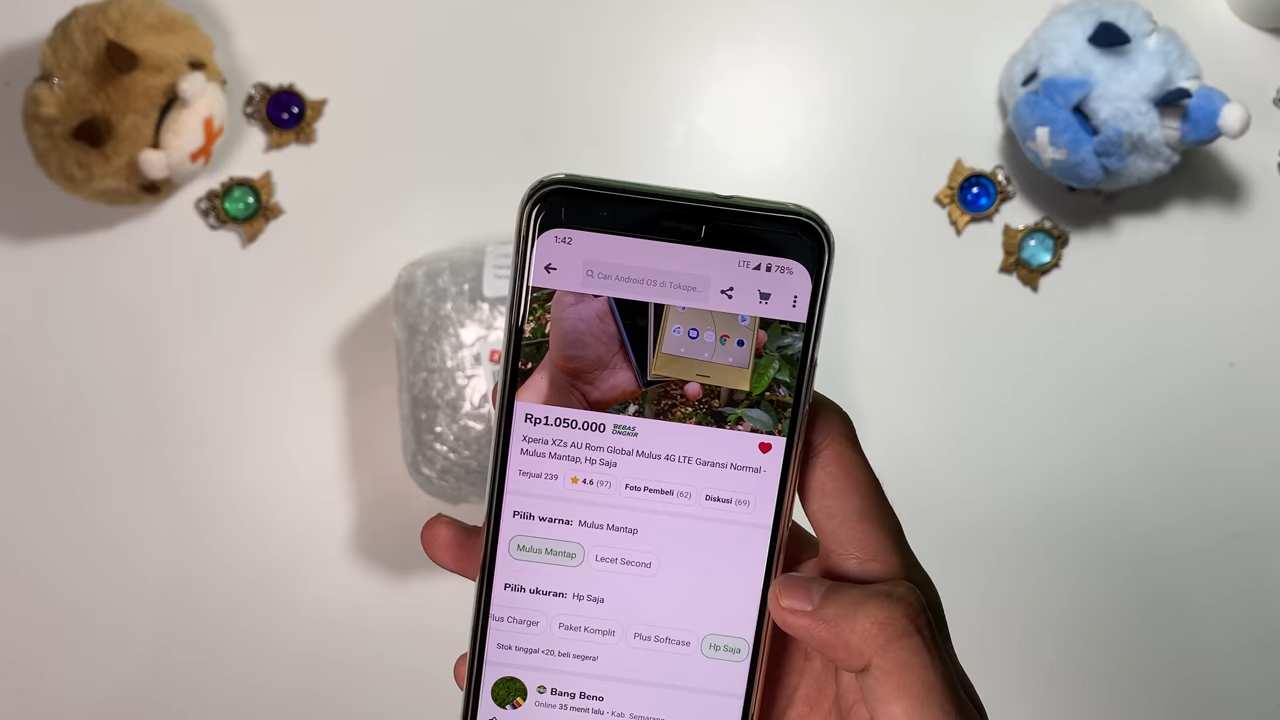 1:42
LTE 78%
Cari Android OS di Tokope...
Rp1.050.000 BEBAS ONGKIR
Xperia XZs AU Rom Global Mulus 4G LTE Garansi Normal -
Mulus Mantap, Hp Saja
Terjual 239 4.6 (97) Foto Pembeli (62) Diskusi (69)
Pilih warna: Mulus Mantap
Mulus Mantap Lecet Second
Pilih ukuran: Hp Saja
lus Charger Paket Komplit Plus Softcase Hp Saja
Stok tinggal <20, beli segera!
Bang Beno
Online 35 menit lalu • Kab. Semarang